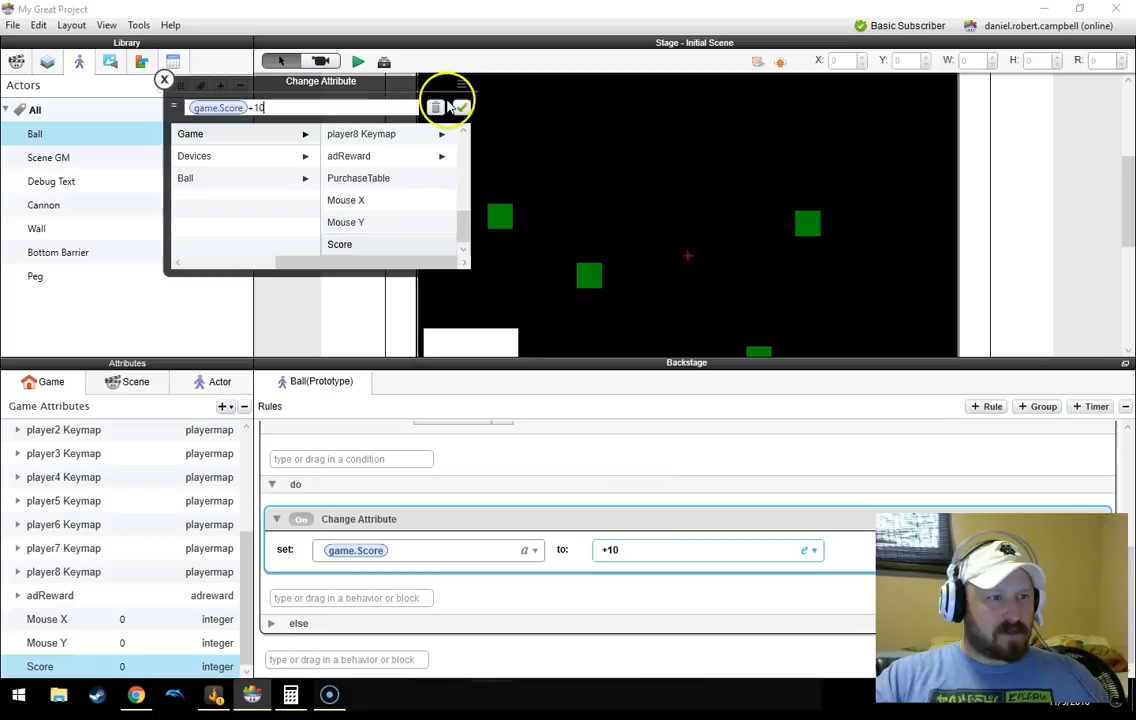 My Great Project
File Edit Layout View Tools Help
Basic Subscriber
daniel.robert.campbell (online)
Library
Stage - Initial Scene
X: 0 Y: 0 W: 0 H: 0 R: 0
Actors
Change Attribute
X
= game.Score +10
All
Ball
Scene GM
Debug Text
Cannon
Wall
Bottom Barrier
Peg
Game
Devices
Ball
player8 Keymap
adReward
PurchaseTable
Mouse X
Mouse Y
Score
Attributes
Backstage
Game Scene Actor
Ball(Prototype)
Game Attributes
Rules
+ Rule + Group + Timer
player2 Keymap playermap
player3 Keymap playermap
player4 Keymap playermap
player5 Keymap playermap
player6 Keymap playermap
player7 Keymap playermap
player8 Keymap playermap
adReward adreward
Mouse X 0 integer
Mouse Y 0 integer
Score 0 integer
type or drag in a condition
do
On Change Attribute
set: game.Score a to: +10 e
type or drag in a behavior or block
else
type or drag in a behavior or block